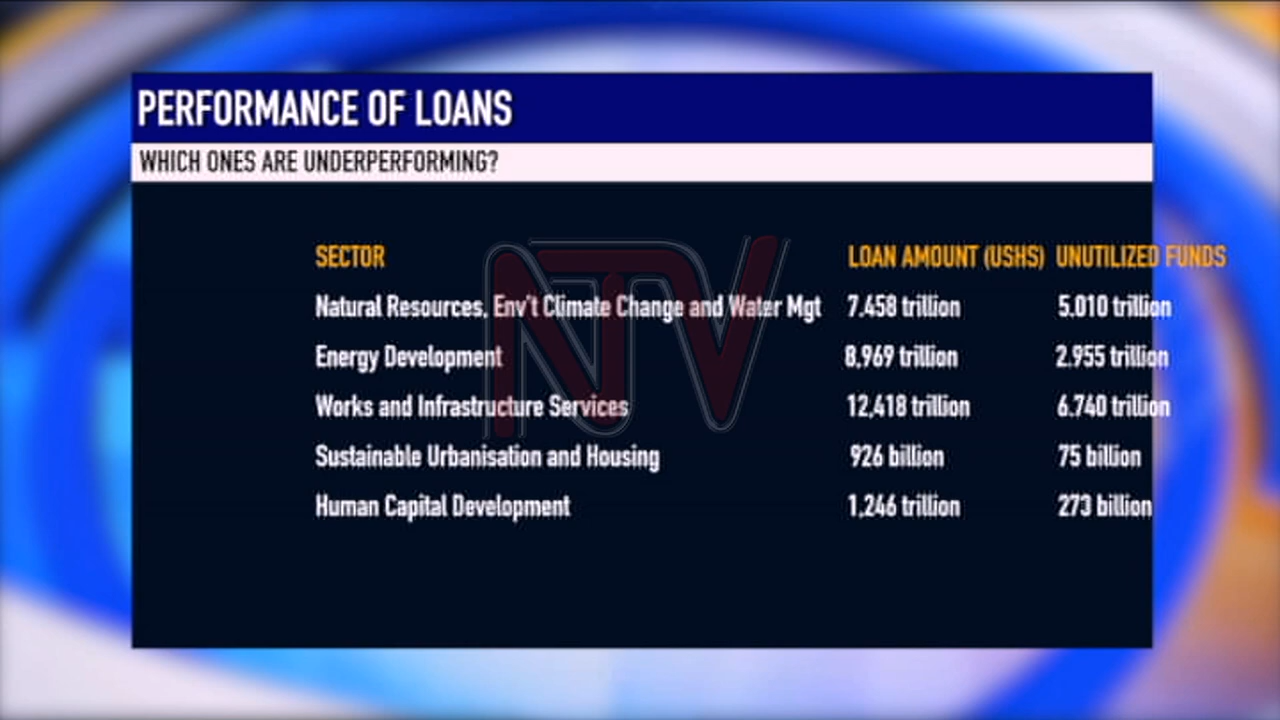 PERFORMANCE OF LOANS
WHICH ONES ARE UNDERPERFORMING?
SECTOR LOAN AMOUNT (USHS) UNUTILIZED FUNDS
Natural Resources, Env't Climate Change and Water Mgt 7.458 trillion 5.010 trillion
Energy Development 8,969 trillion 2.955 trillion
Works and Infrastructure Services 12,418 trillion 6.740 trillion
Sustainable Urbanisation and Housing 926 billion 75 billion
Human Capital Development 1,246 trillion 273 billion
NTV